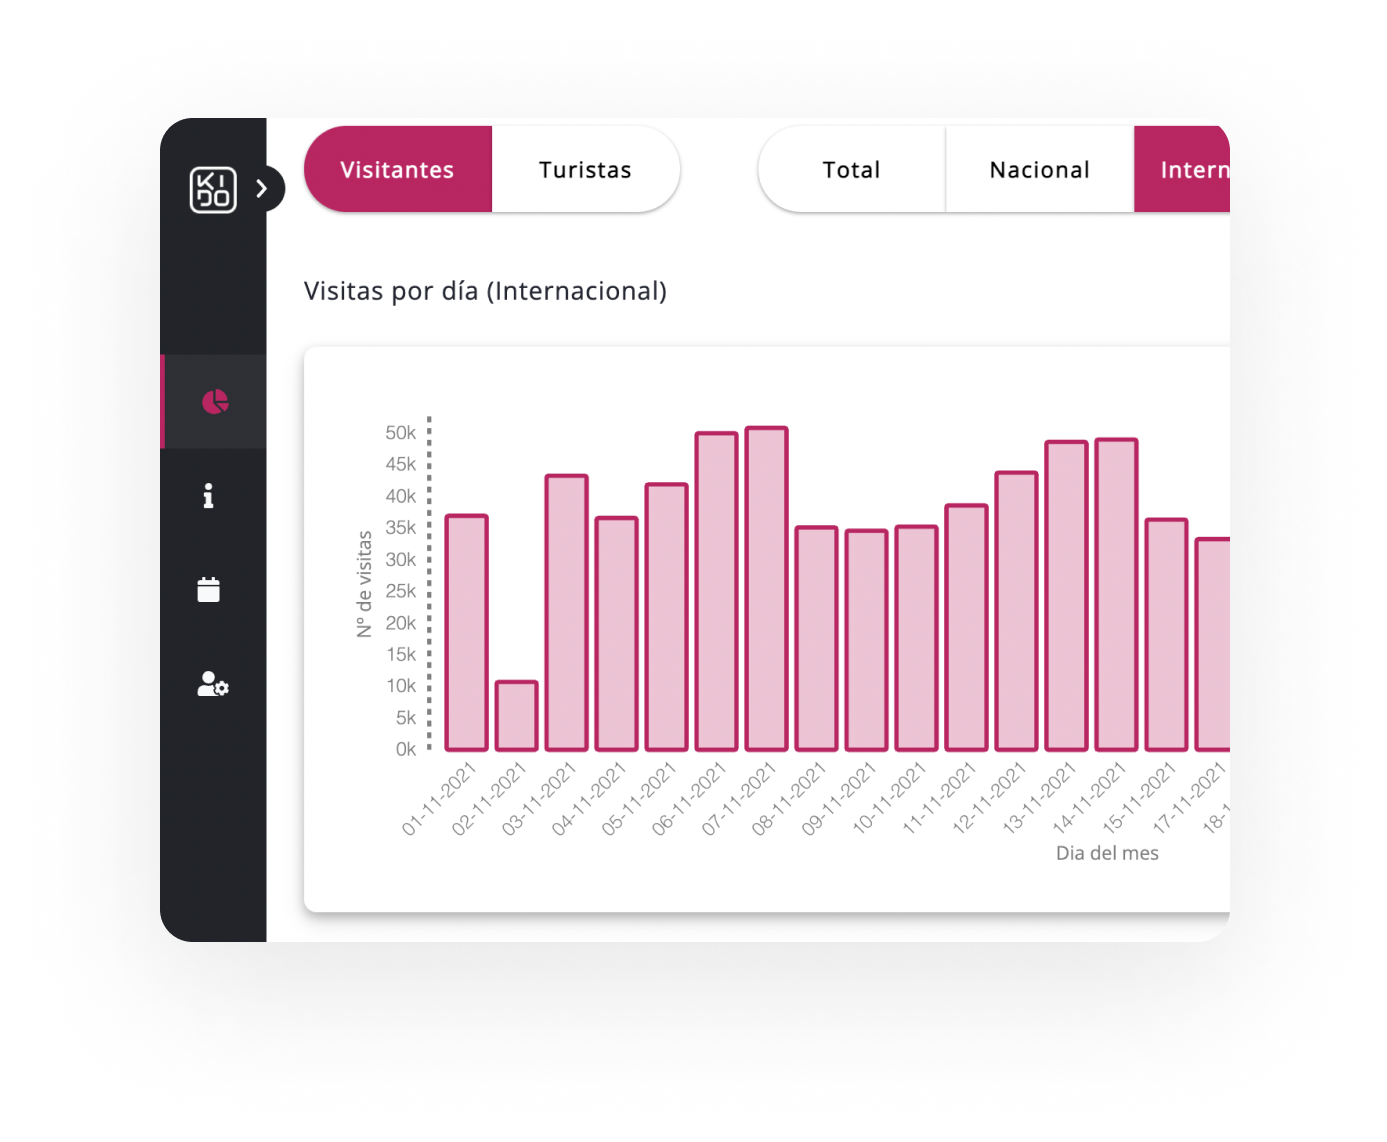 KI
DO
Visitantes
Turistas
Total
Nacional
Intern
Visitas por día (Internacional)
50k
45k
40k
35k
30k
25k
20k
15k
10k
5k
0k
Nº de visitas
01-11-2021
02-11-2021
03-11-2021
04-11-2021
05-11-2021
06-11-2021
07-11-2021
08-11-2021
09-11-2021
10-11-2021
11-11-2021
12-11-2021
13-11-2021
14-11-2021
15-11-2021
17-11-2021
18-1
Dia del mes